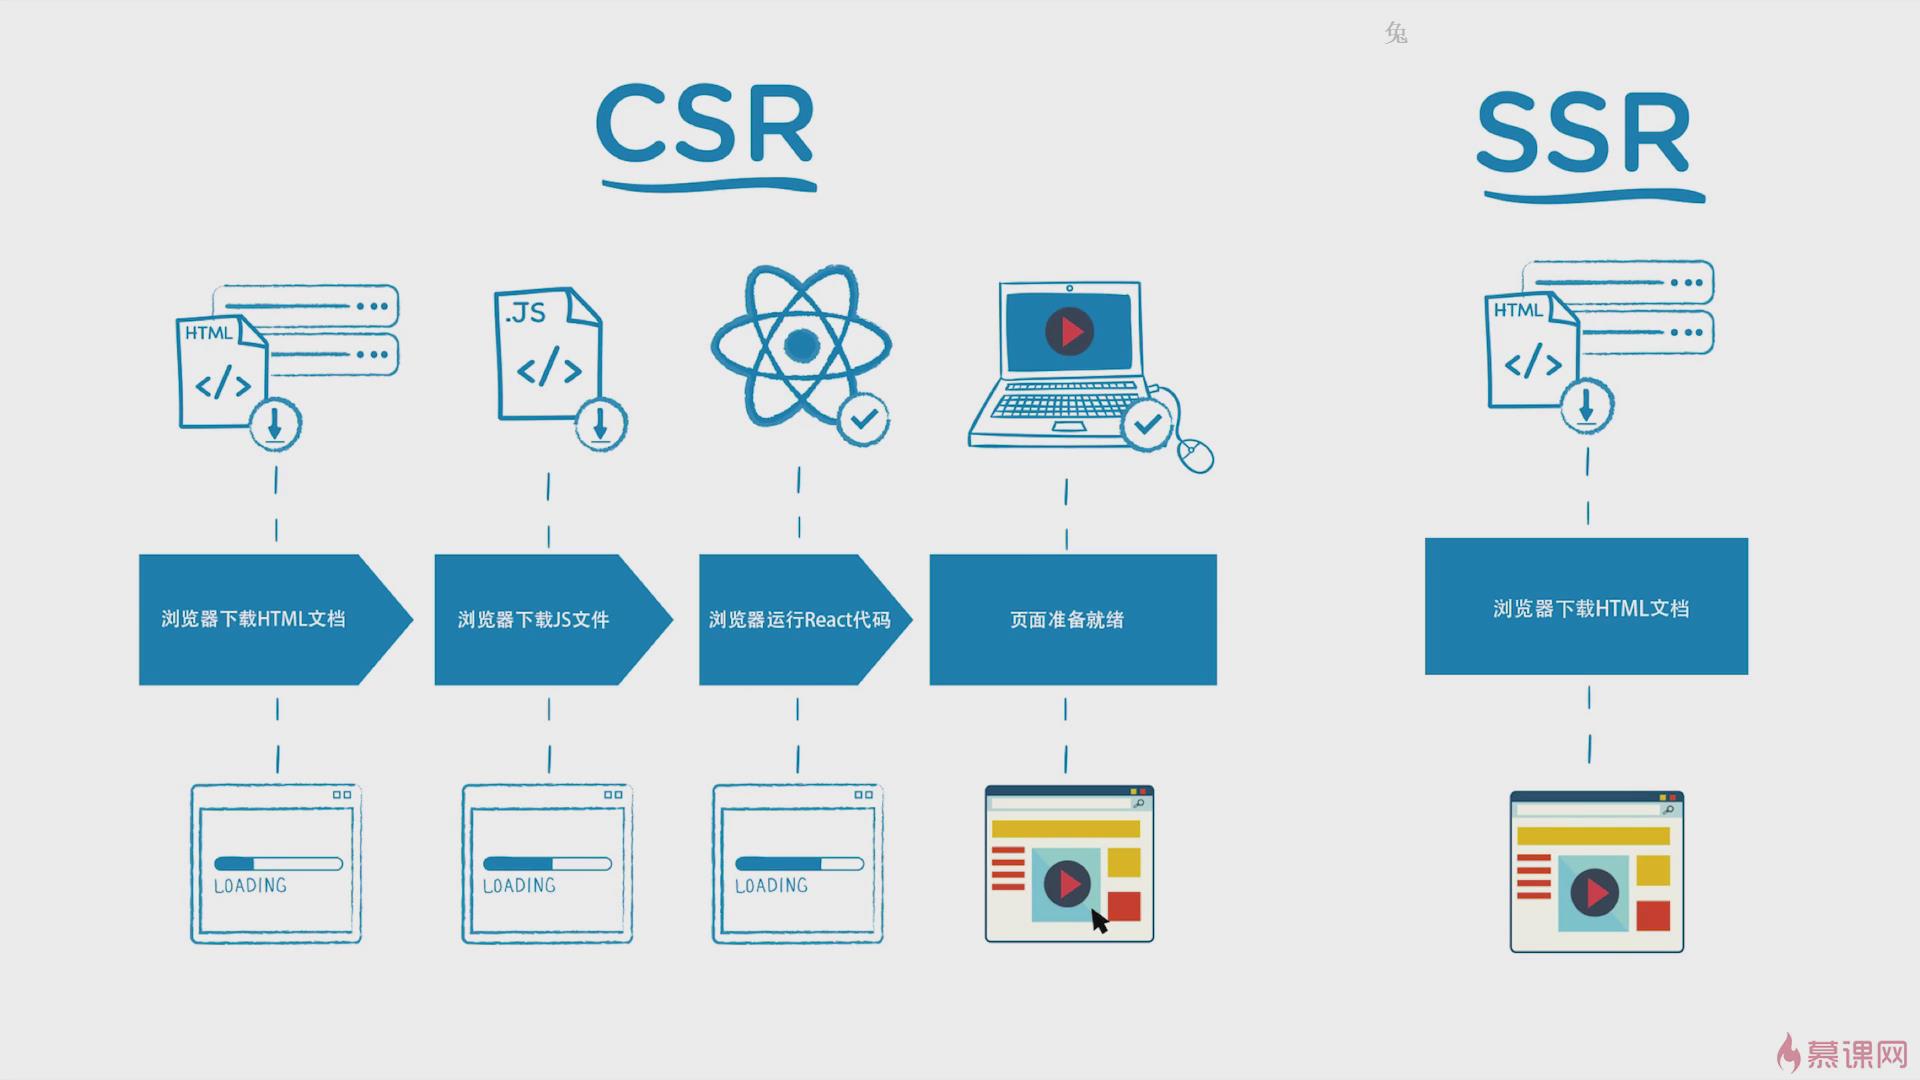 兔
CSR
SSR
HTML
</>
.JS
</>
HTML
</>
浏览器下载HTML文档
浏览器下载JS文件
浏览器运行React代码
页面准备就绪
浏览器下载HTML文档
LOADING
LOADING
LOADING
慕课网